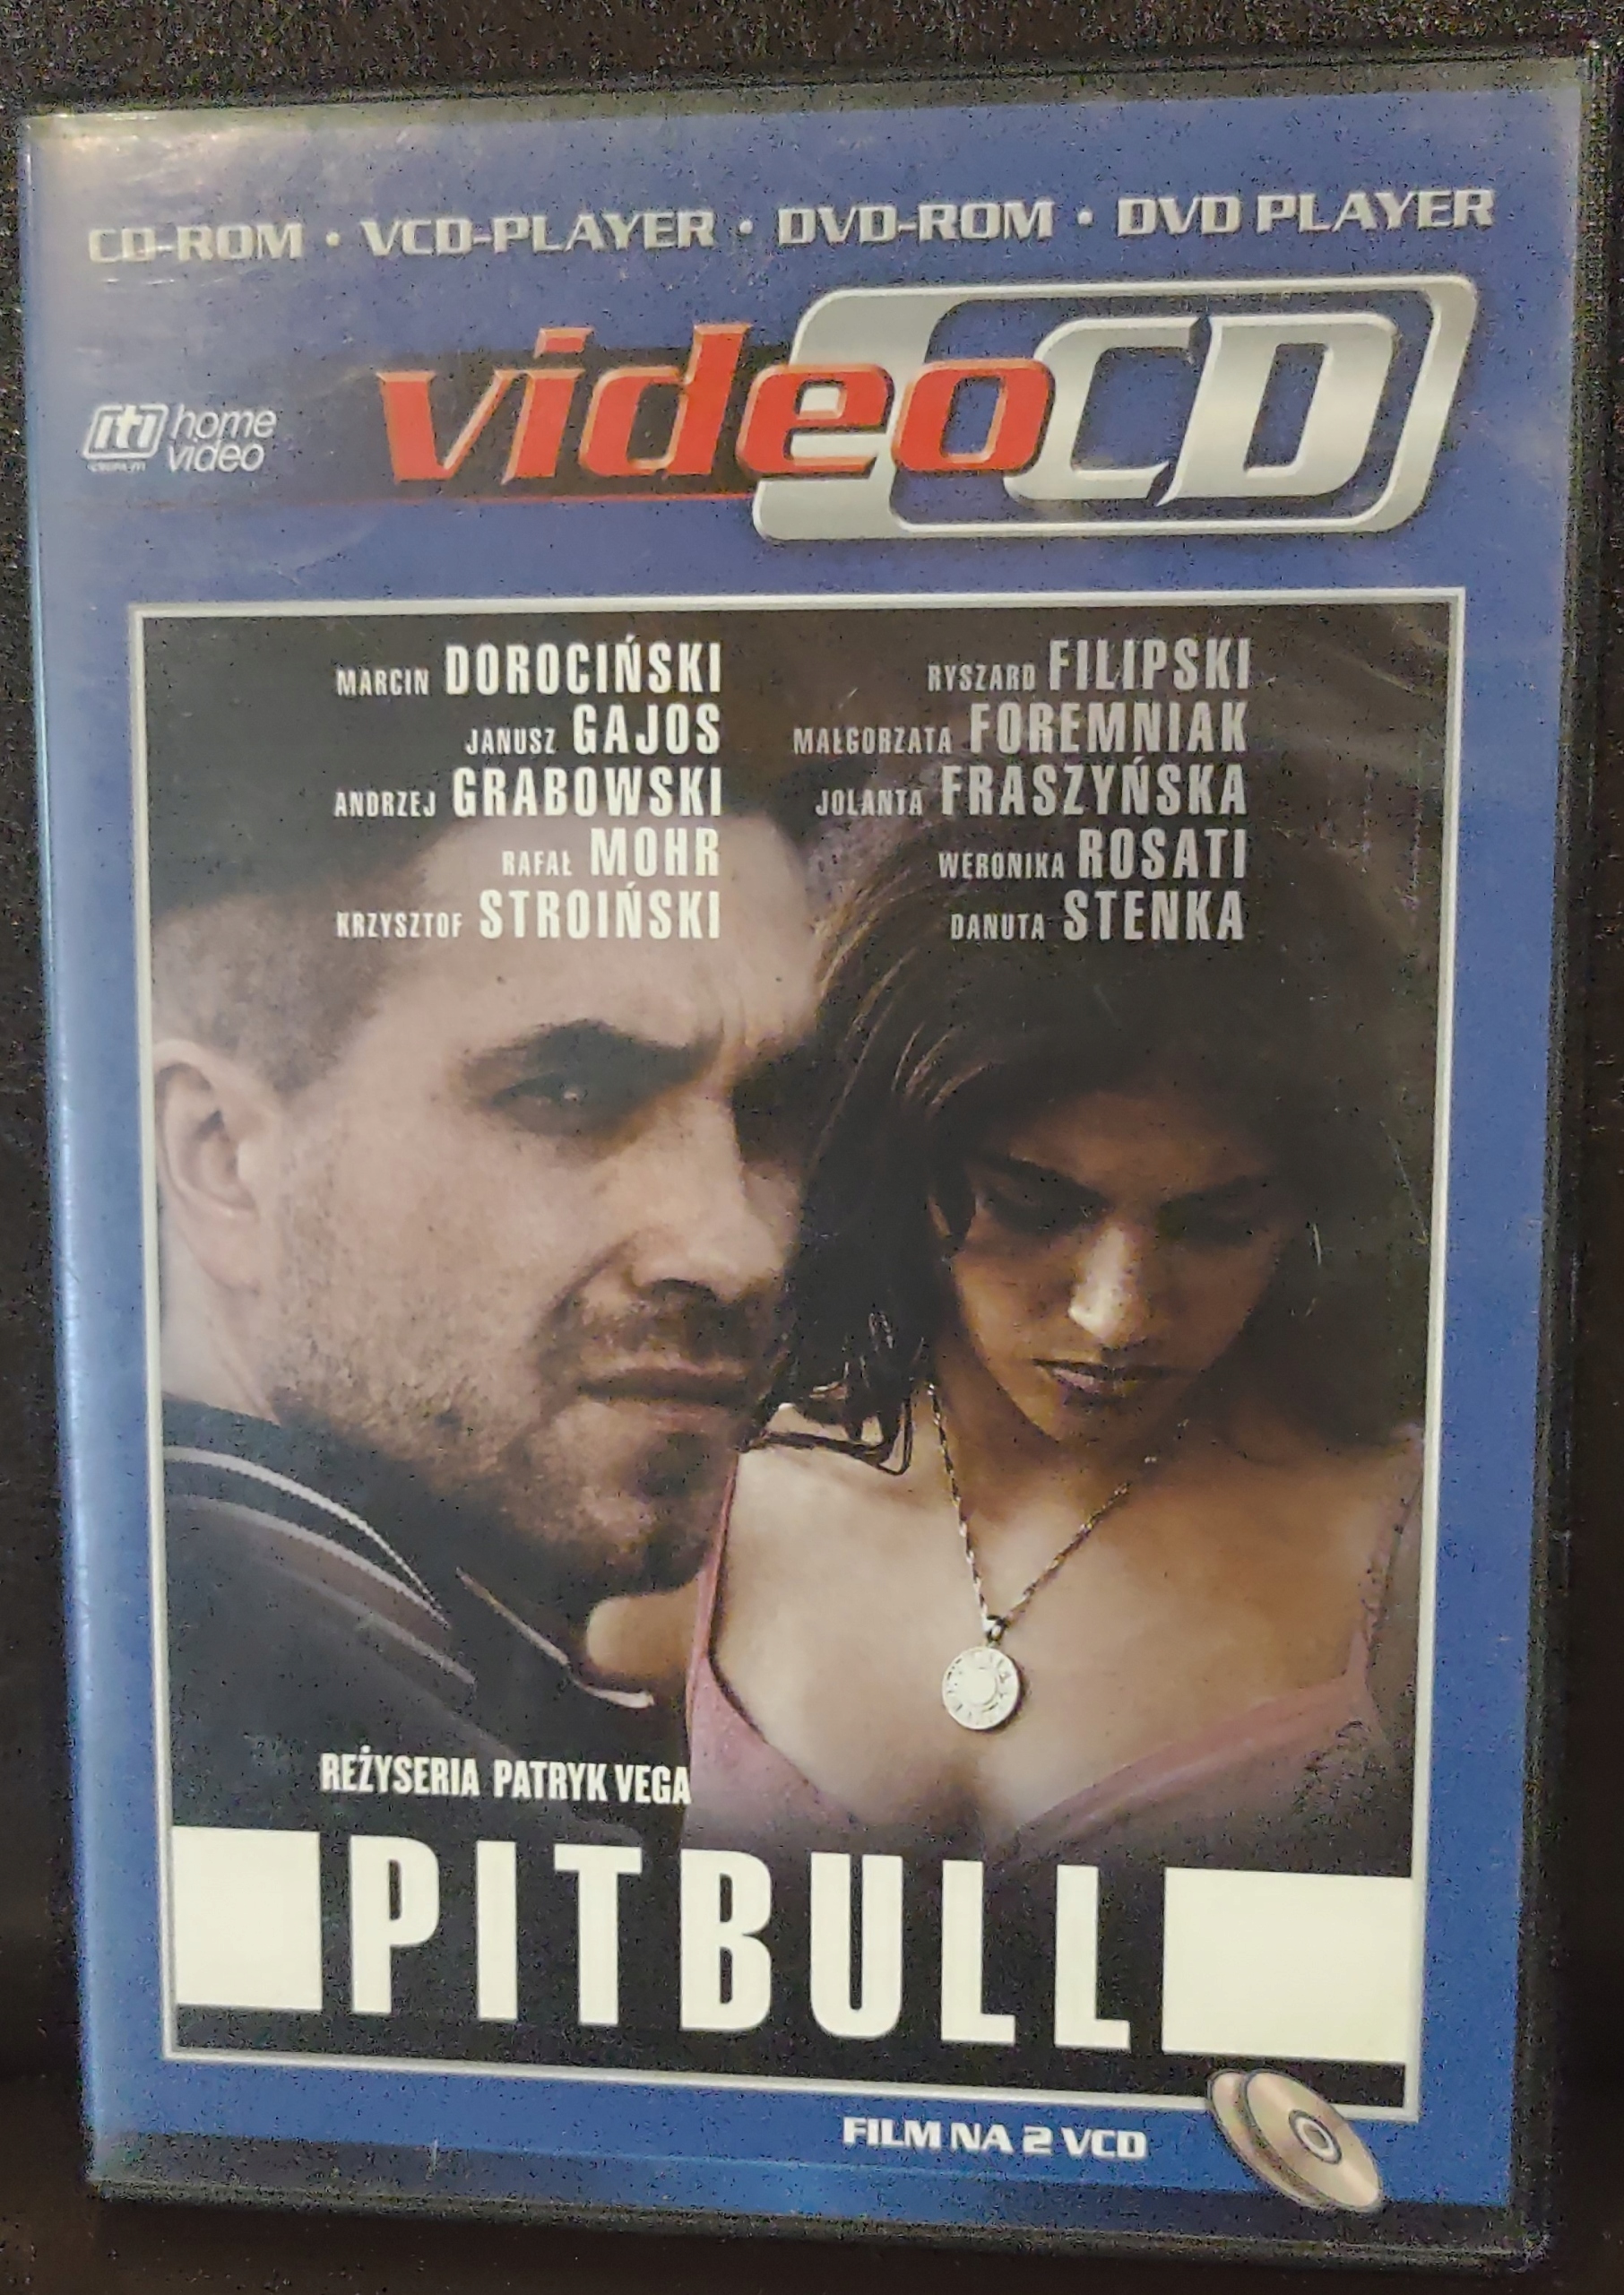 CD-ROM • VCD-PLAYER • DVD-ROM • DVD PLAYER
videoCD
iti home
video
MARCIN DOROCIŃSKI
JANUSZ GAJOS
ANDRZEJ GRABOWSKI
RAFAŁ MOHR
KRZYSZTOF STROIŃSKI
RYSZARD FILIPSKI
MAŁGORZATA FOREMNIAK
JOLANTA FRASZYŃSKA
WERONIKA ROSATI
DANUTA STENKA
REŻYSERIA PATRYK VEGA
PITBULL
FILM NA 2 VCD